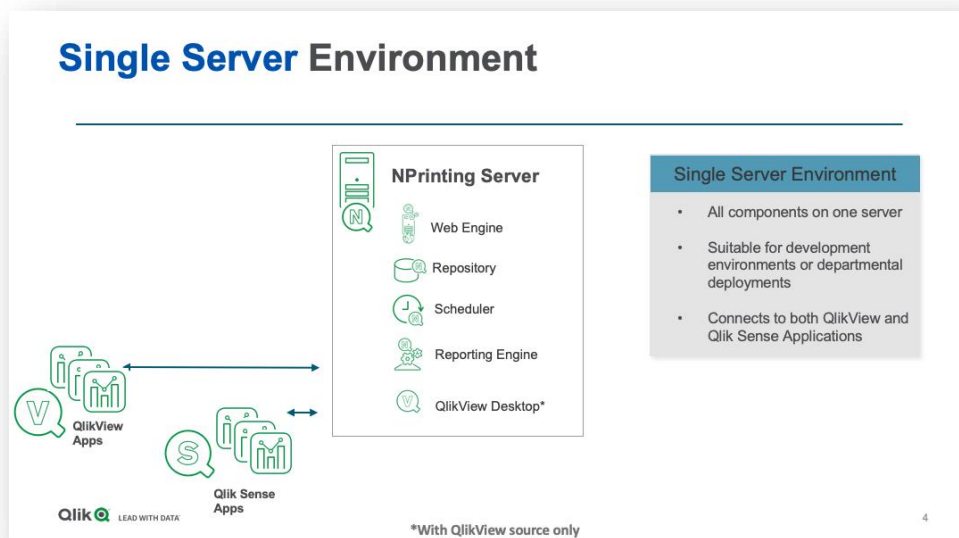 Single Server Environment
NPrinting Server
N
Web Engine
Repository
Scheduler
Reporting Engine
QlikView Desktop*
Single Server Environment
• All components on one server
• Suitable for development
environments or departmental
deployments
• Connects to both QlikView and
Qlik Sense Applications
V
QlikView
Apps
S
Qlik Sense
Apps
Qlik LEAD WITH DATA
*With QlikView source only
4